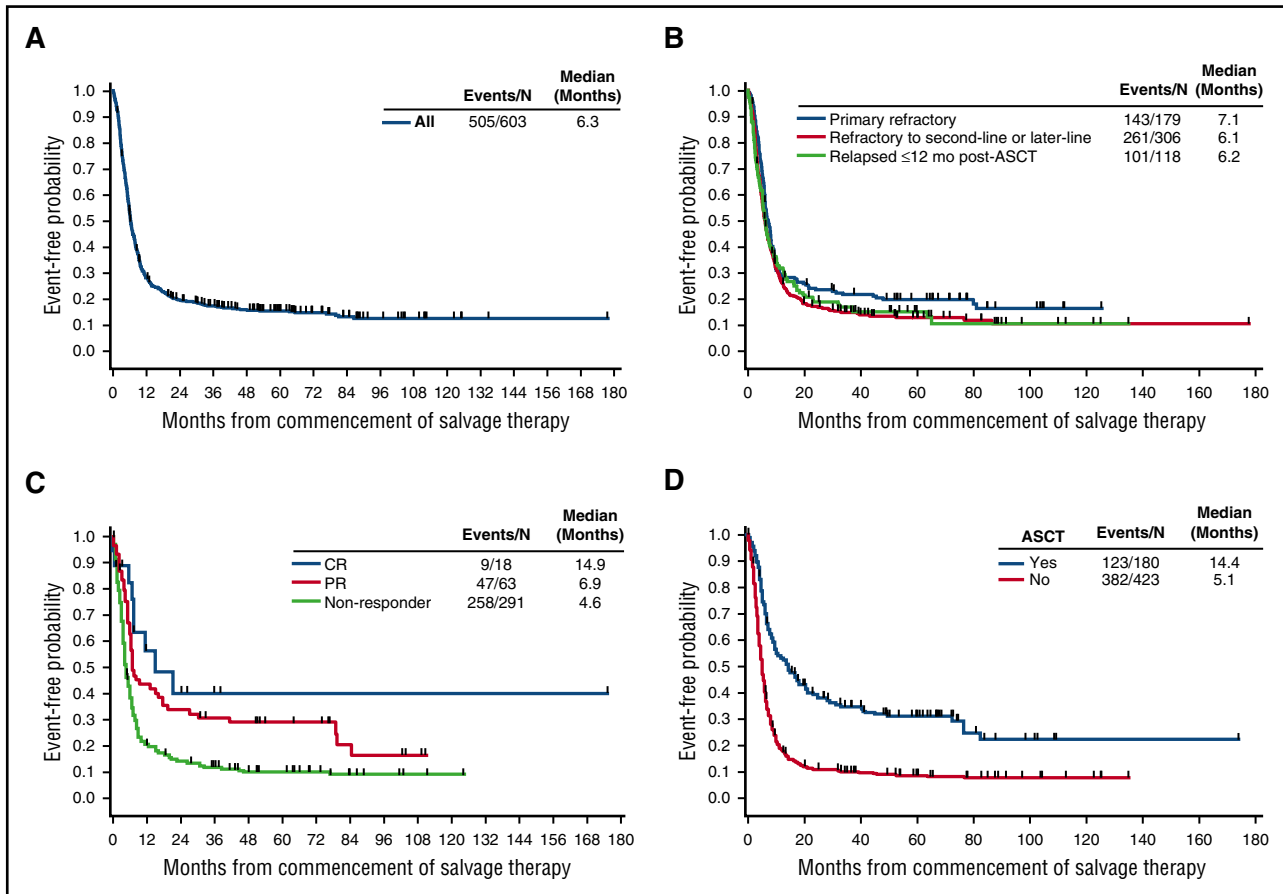 A
Median
Events/N (Months)
All 505/603 6.3
Event-free probability
1.0
0.9
0.8
0.7
0.6
0.5
0.4
0.3
0.2
0.1
0.0
0 12 24 36 48 60 72 84 96 108 120 132 144 156 168 180
Months from commencement of salvage therapy
B
Median
Events/N (Months)
Primary refractory 143/179 7.1
Refractory to second-line or later-line 261/306 6.1
Relapsed ≤12 mo post-ASCT 101/118 6.2
Event-free probability
1.0
0.9
0.8
0.7
0.6
0.5
0.4
0.3
0.2
0.1
0.0
0 20 40 60 80 100 120 140 160 180
Months from commencement of salvage therapy
C
Median
Events/N (Months)
CR 9/18 14.9
PR 47/63 6.9
Non-responder 258/291 4.6
Event-free probability
1.0
0.9
0.8
0.7
0.6
0.5
0.4
0.3
0.2
0.1
0.0
0 12 24 36 48 60 72 84 96 108 120 132 144 156 168 180
Months from commencement of salvage therapy
D
Median
ASCT Events/N (Months)
Yes 123/180 14.4
No 382/423 5.1
Event-free probability
1.0
0.9
0.8
0.7
0.6
0.5
0.4
0.3
0.2
0.1
0.0
0 20 40 60 80 100 120 140 160 180
Months from commencement of salvage therapy